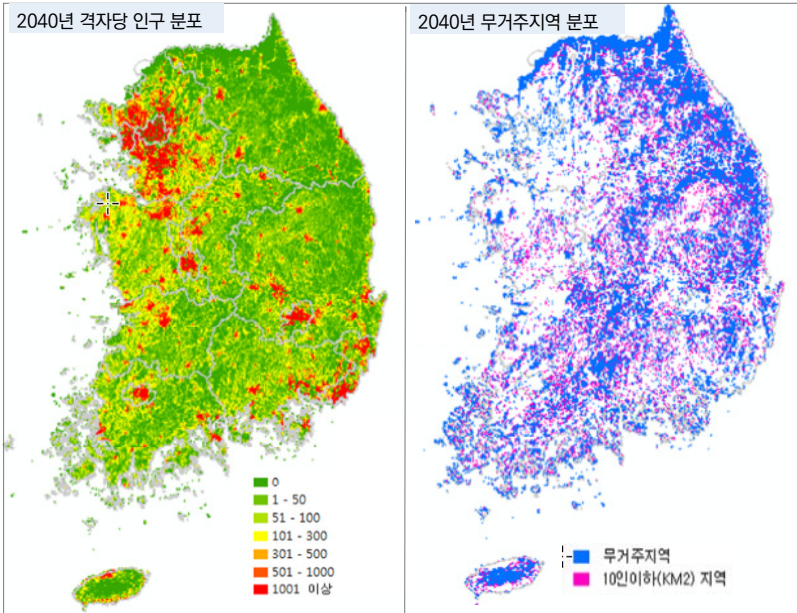 2040년 격자당 인구 분포
2040년 무거주지역 분포
0
1 - 50
51 - 100
101 - 300
301 - 500
501 - 1000
1001 이상
무거주지역
10인이하(KM2) 지역